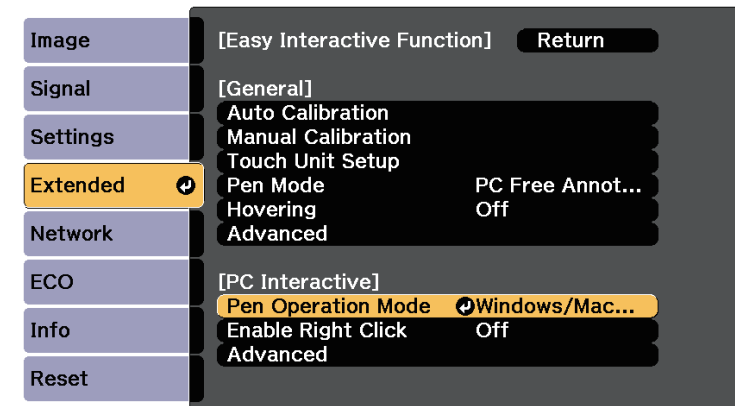 Image
Signal
Settings
Extended
Network
ECO
Info
Reset
[Easy Interactive Function] Return
[General]
Auto Calibration
Manual Calibration
Touch Unit Setup
Pen Mode PC Free Annot...
Hovering Off
Advanced
[PC Interactive]
Pen Operation Mode Windows/Mac...
Enable Right Click Off
Advanced